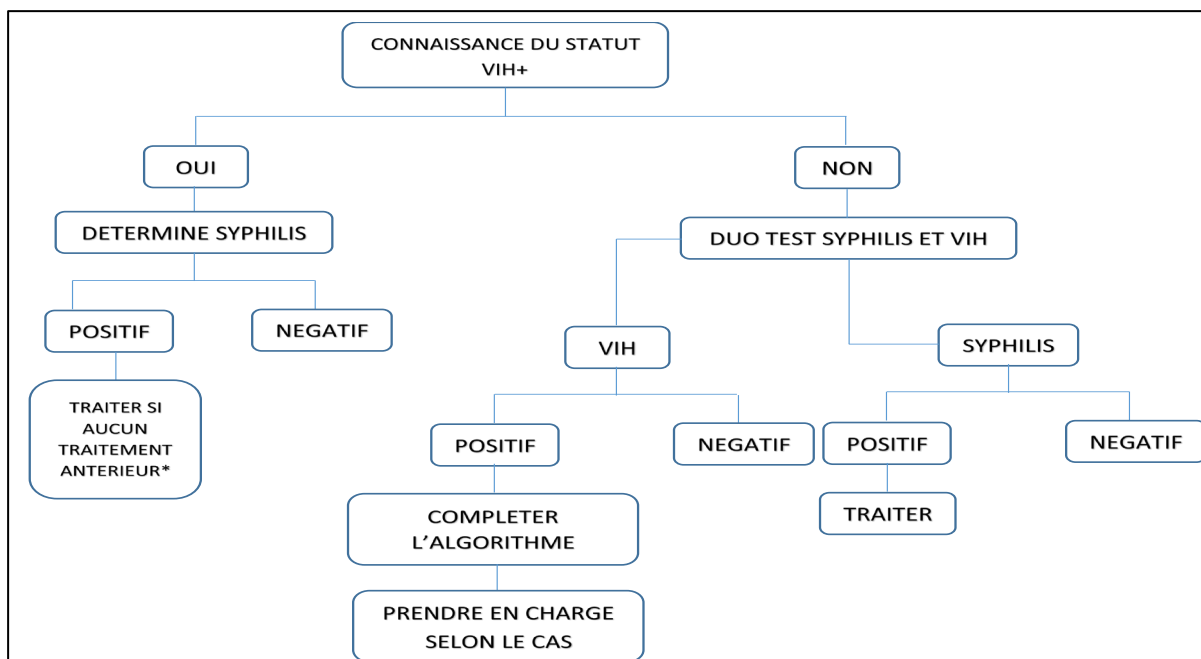 CONNAISSANCE DU STATUT
VIH+
OUI
NON
DETERMINE SYPHILIS
DUO TEST SYPHILIS ET VIH
POSITIF
NEGATIF
VIH
SYPHILIS
TRAITER SI
AUCUN
TRAITEMENT
ANTERIEUR*
POSITIF
NEGATIF
POSITIF
NEGATIF
COMPLETER
L’ALGORITHME
TRAITER
PRENDRE EN CHARGE
SELON LE CAS